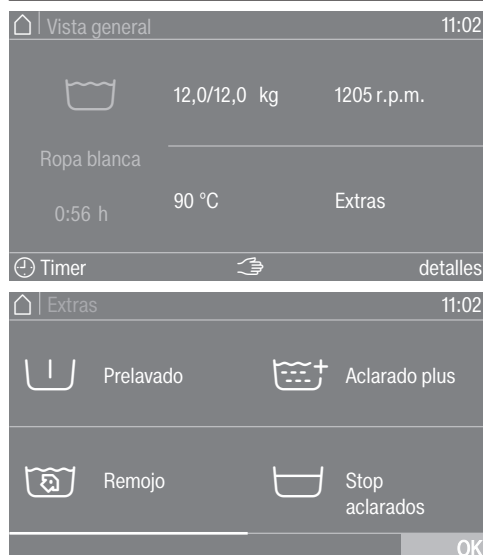 Vista general 11:02
12,0/12,0 kg 1205 r.p.m.
Ropa blanca
0:56 h
90 °C Extras
Timer detalles
Extras 11:02
Prelavado Aclarado plus
Remojo Stop
aclarados
OK